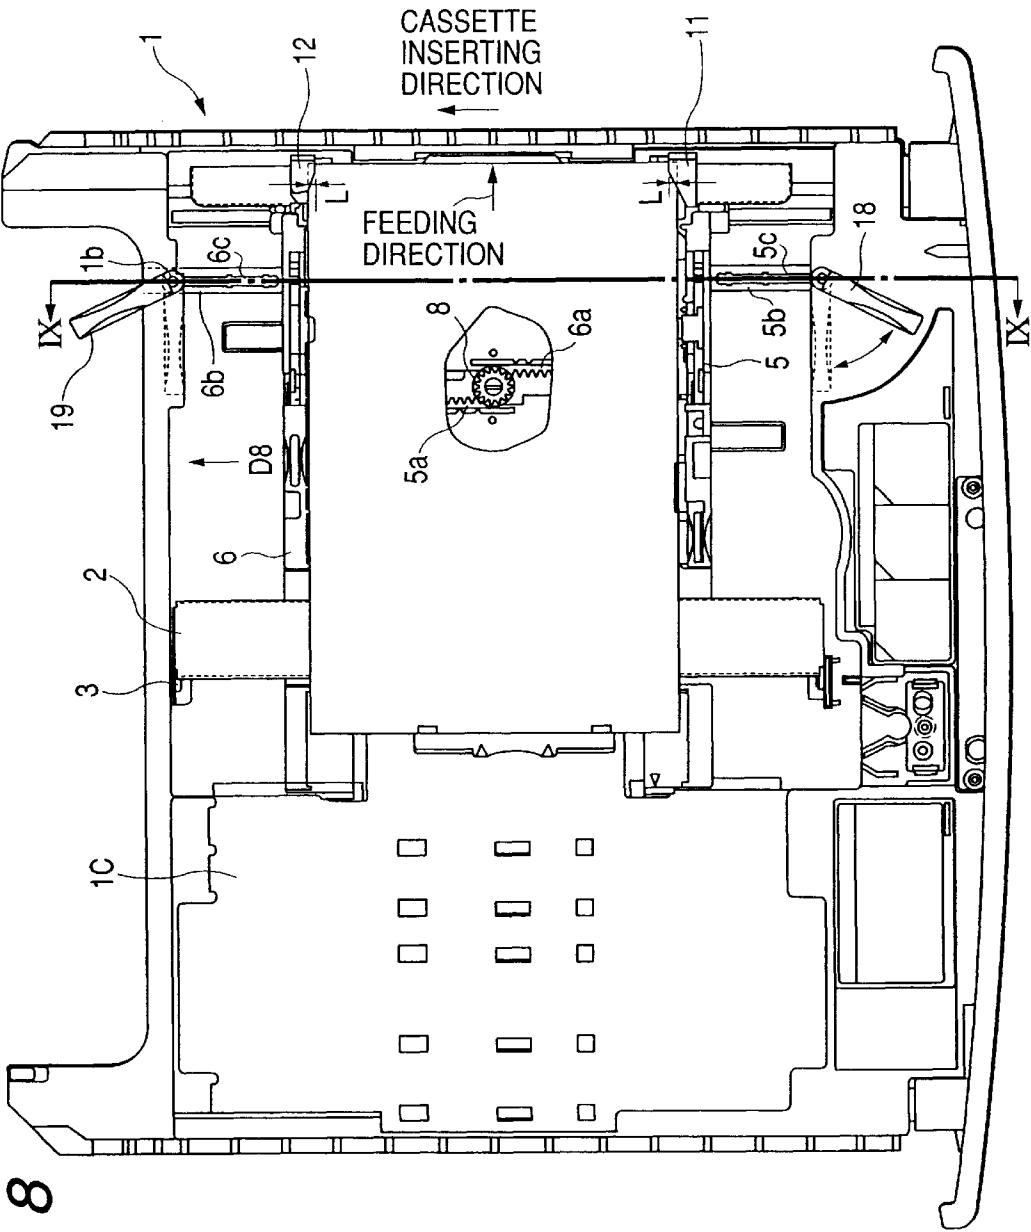 CASSETTE
INSERTING
DIRECTION
1
12
11
L
L
FEEDING
DIRECTION
1b
6c
5c
18
IX
IX
6b
8
6a
5
5b
19
5a
D8
6
2
3
1C
8